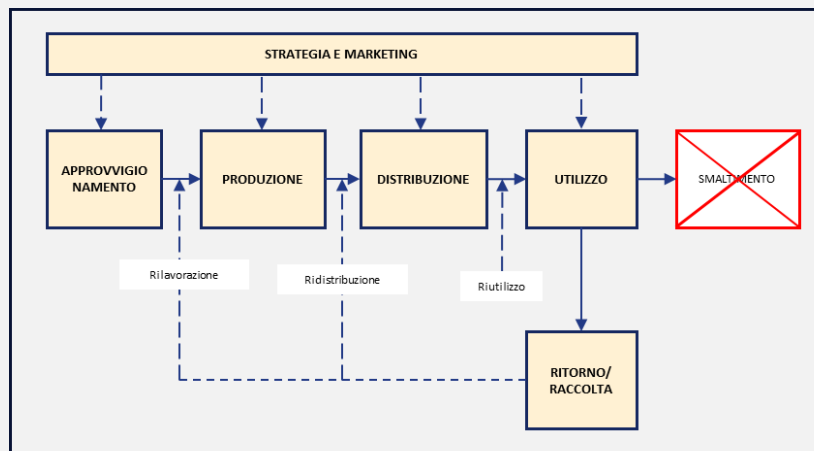 STRATEGIA E MARKETING
APPROVVIGIO
NAMENTO
PRODUZIONE
DISTRIBUZIONE
UTILIZZO
SMALTIMENTO
Rilavorazione
Ridistribuzione
Riutilizzo
RITORNO/
RACCOLTA